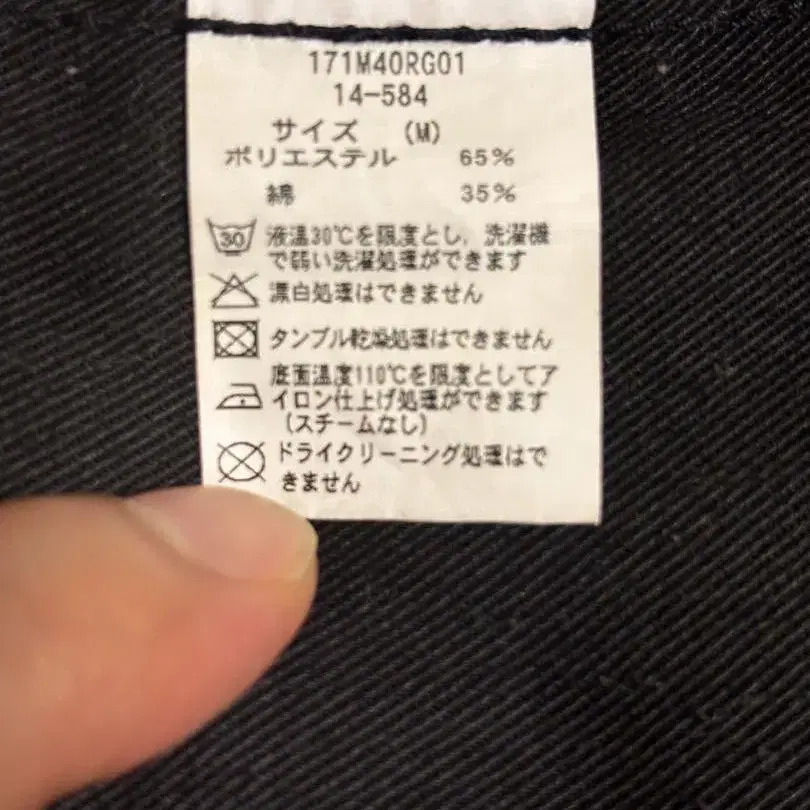 171M40RG01
14-584
サイズ (M)
ポリエステル 65%
綿 35%
30 液温30℃を限度とし、洗濯機
で弱い洗濯処理ができます
漂白処理はできません
タンブル乾燥処理はできません
底面温度110℃を限度としてア
イロン仕上げ処理ができます
(スチームなし)
ドライクリーニング処理はで
きません